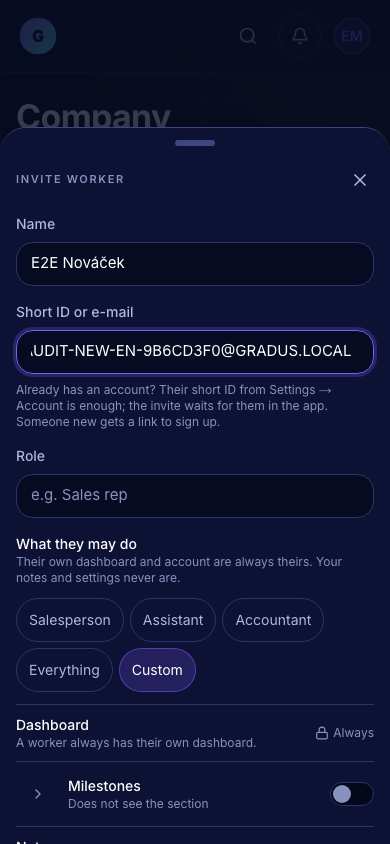 G
EM
Company
INVITE WORKER
Name
E2E Nováček
Short ID or e-mail
UDIT-NEW-EN-9B6CD3F0@GRADUS.LOCAL
Already has an account? Their short ID from Settings →
Account is enough; the invite waits for them in the app.
Someone new gets a link to sign up.
Role
e.g. Sales rep
What they may do
Their own dashboard and account are always theirs. Your
notes and settings never are.
Salesperson
Assistant
Accountant
Everything
Custom
Dashboard
Always
A worker always has their own dashboard.
Milestones
Does not see the section